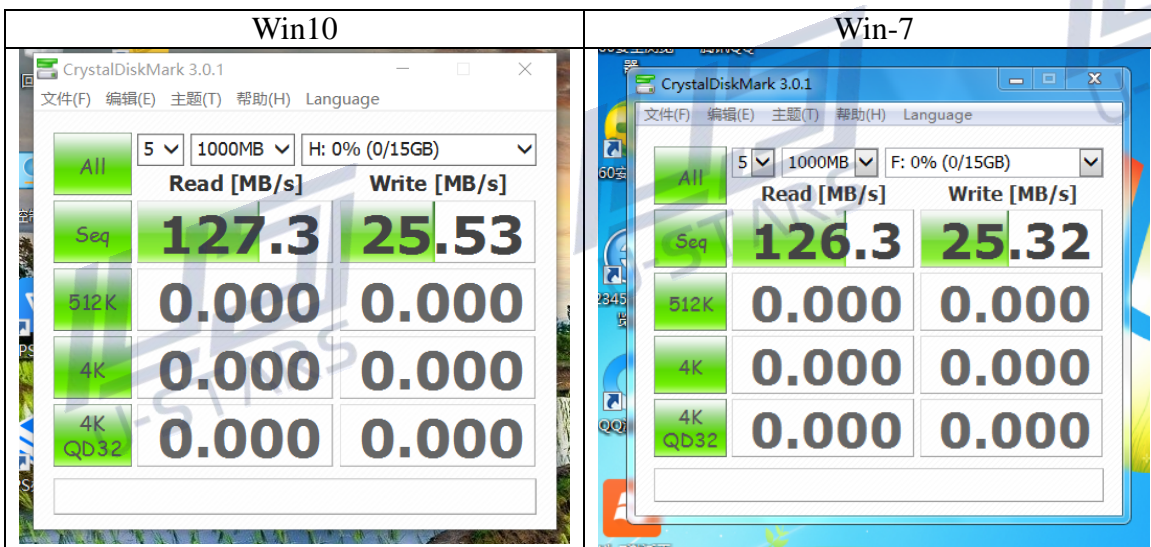 Win10
Win-7
CrystalDiskMark 3.0.1
文件(F) 编辑(E) 主题(T) 帮助(H) Language
All
5 1000MB H: 0% (0/15GB)
Read [MB/s] Write [MB/s]
Seq 127.3 25.53
512K 0.000 0.000
4K 0.000 0.000
4K
QD32 0.000 0.000
CrystalDiskMark 3.0.1
文件(F) 编辑(E) 主题(T) 帮助(H) Language
All
5 1000MB F: 0% (0/15GB)
Read [MB/s] Write [MB/s]
Seq 126.3 25.32
512K 0.000 0.000
4K 0.000 0.000
4K
QD32 0.000 0.000
U-STARS
U-STARS